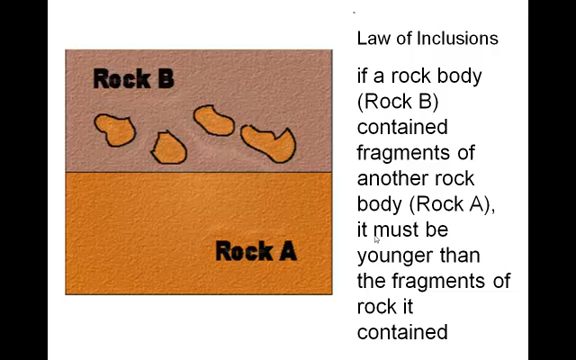 Law of Inclusions
Rock B
if a rock body
(Rock B)
contained
fragments of
another rock
body (Rock A),
it must be
younger than
the fragments of
rock it
contained
Rock A